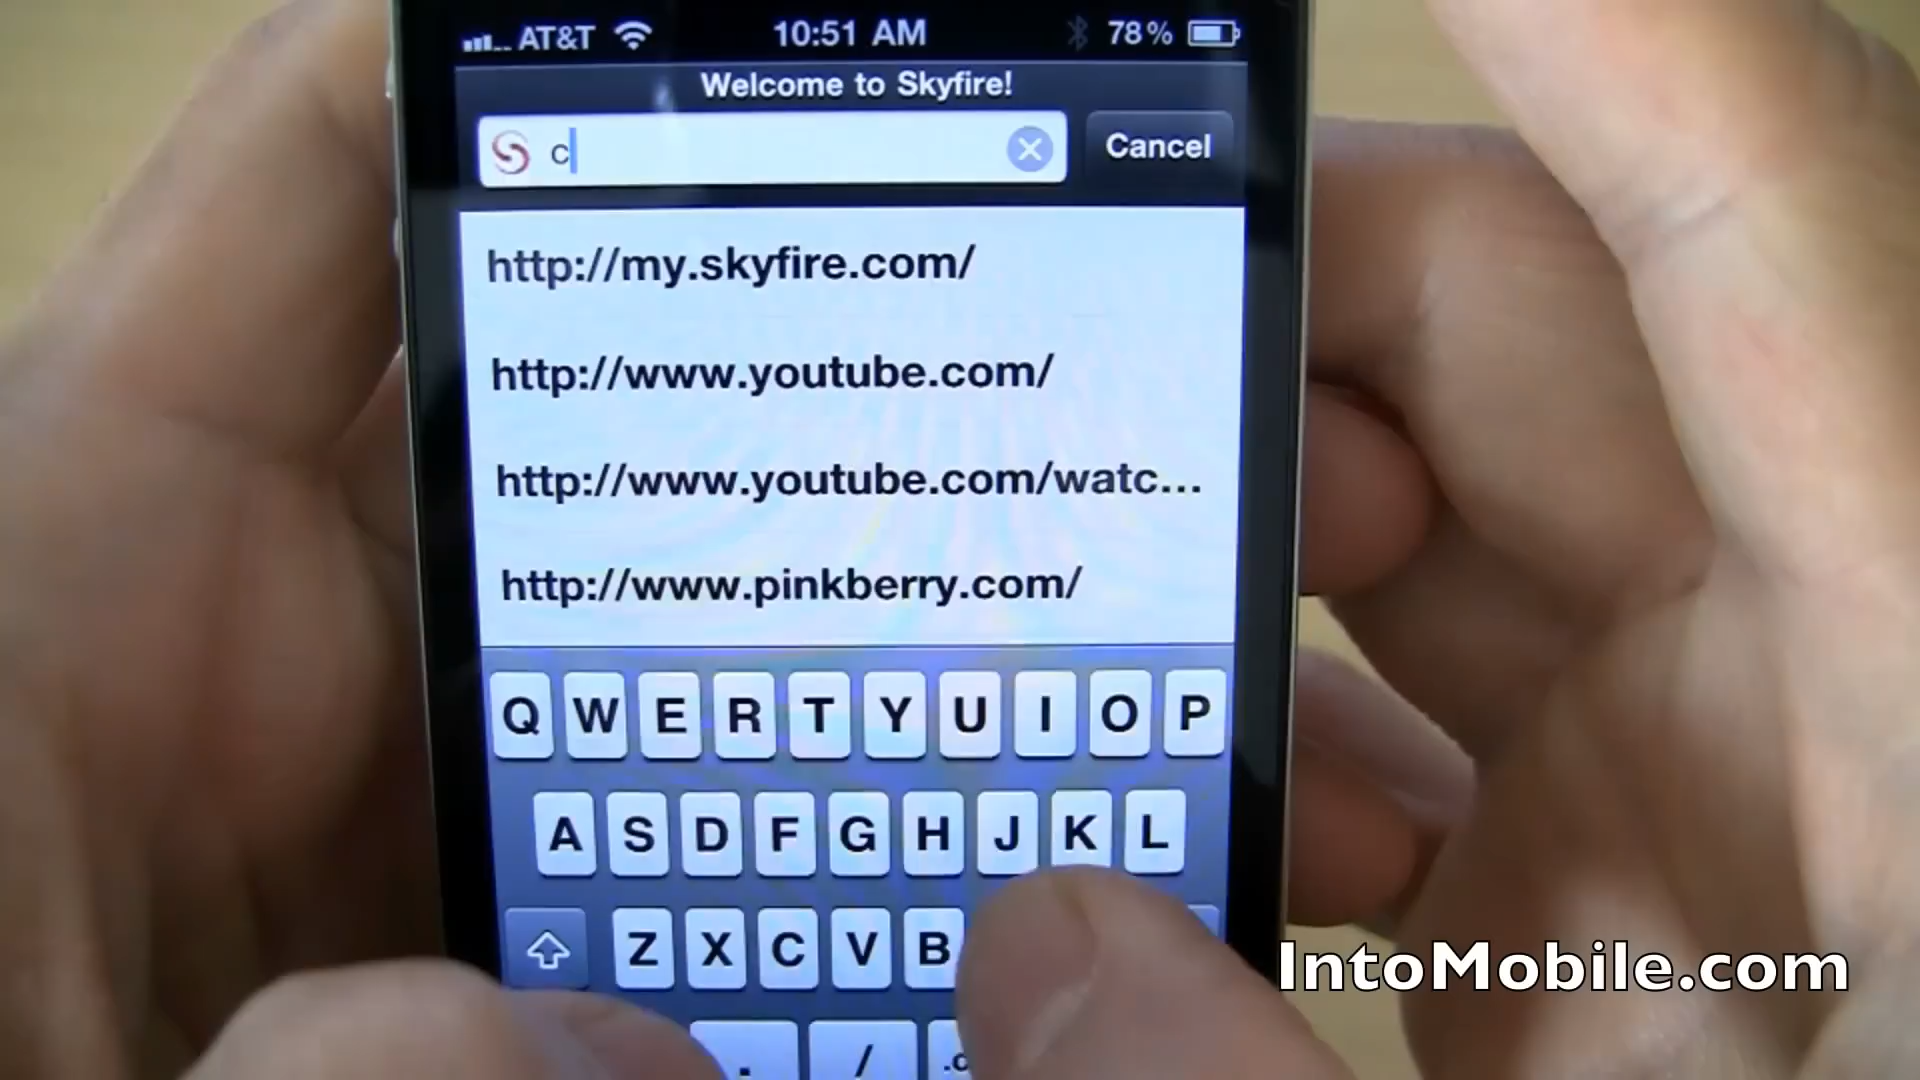 AT&T 10:51 AM 78%
Welcome to Skyfire!
c Cancel
http://my.skyfire.com/
http://www.youtube.com/
http://www.youtube.com/watc...
http://www.pinkberry.com/
Q W E R T Y U I O P
A S D F G H J K L
Z X C V B
IntoMobile.com
. / .c